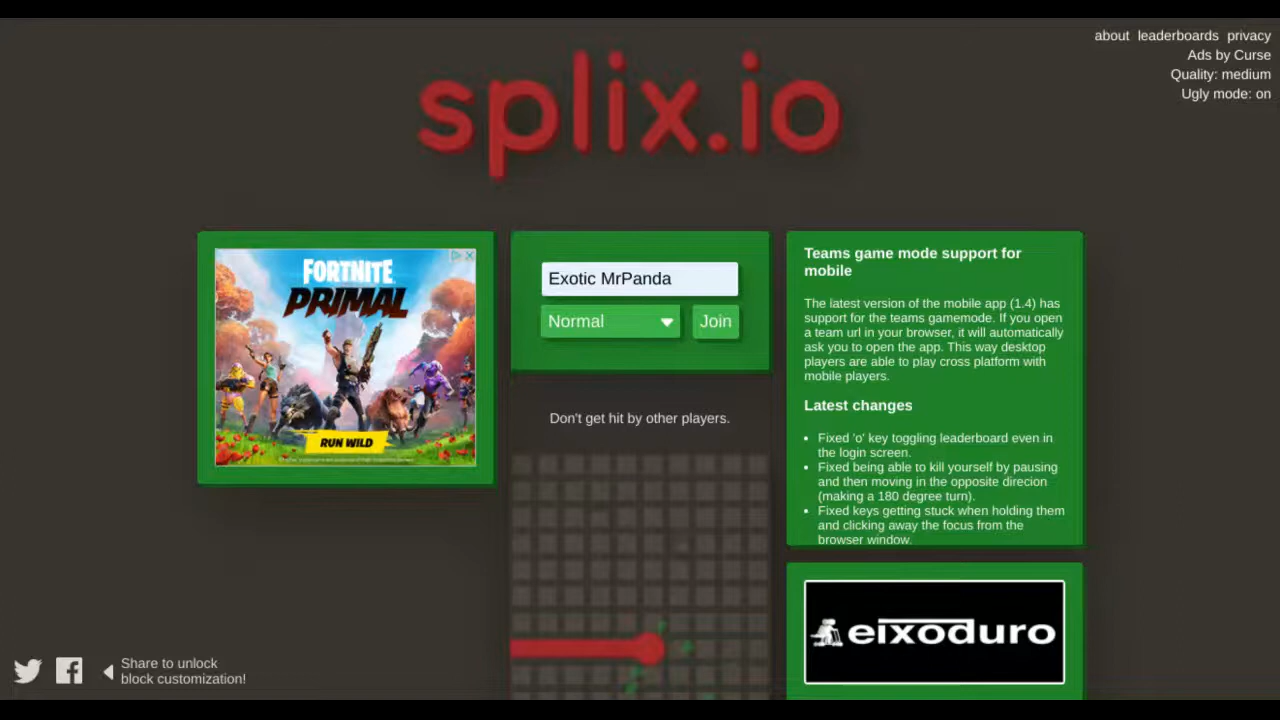 about leaderboards privacy
Ads by Curse
Quality: medium
Ugly mode: on
splix.io
FORTNITE
PRIMAL
RUN WILD
Exotic MrPanda
Normal
Join
Don't get hit by other players.
Teams game mode support for
mobile
The latest version of the mobile app (1.4) has
support for the teams gamemode. If you open
a team url in your browser, it will automatically
ask you to open the app. This way desktop
players are able to play cross platform with
mobile players.
Latest changes
• Fixed 'o' key toggling leaderboard even in
the login screen.
• Fixed being able to kill yourself by pausing
and then moving in the opposite direcion
(making a 180 degree turn).
• Fixed keys getting stuck when holding them
and clicking away the focus from the
browser window.
eixoduro
Share to unlock
block customization!